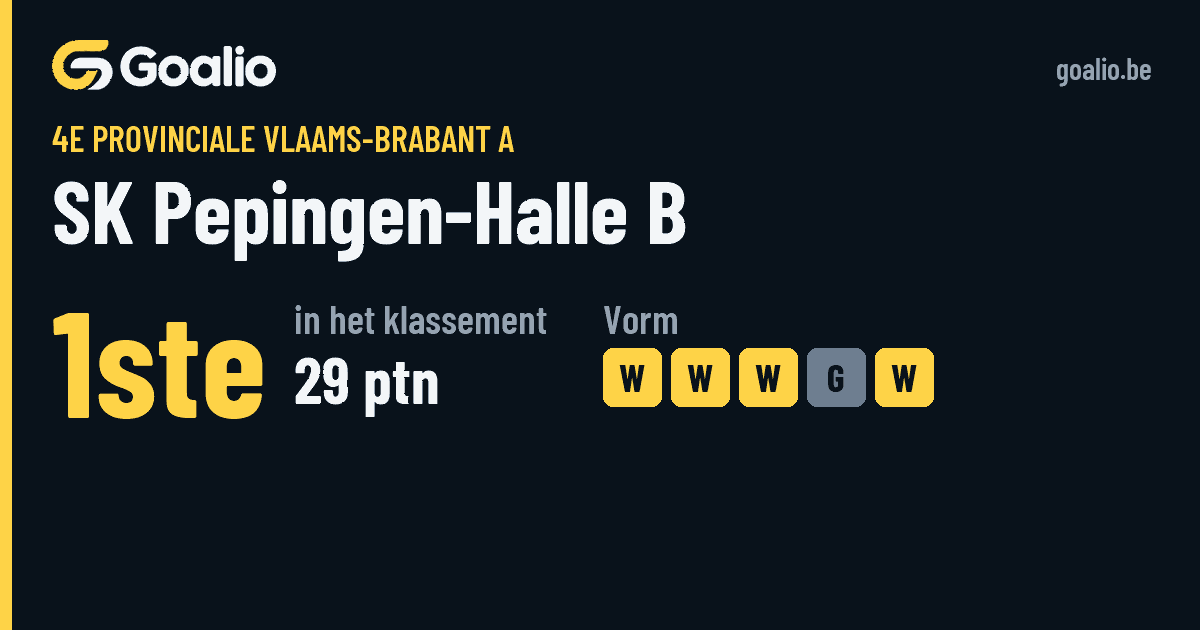 Goalio
goalio.be
4E PROVINCIALE VLAAMS-BRABANT A
SK Pepingen-Halle B
1ste
in het klassement
29 ptn
Vorm
W W W G W